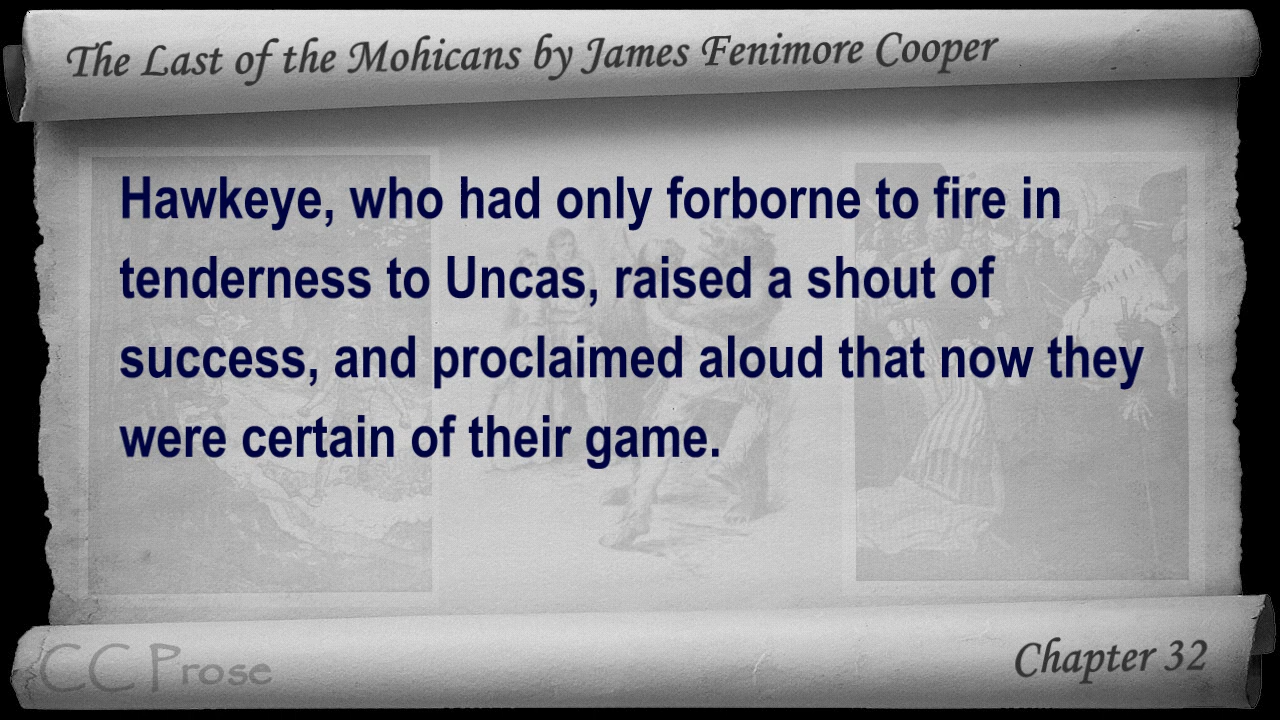 The Last of the Mohicans by James Fenimore Cooper
Hawkeye, who had only forborne to fire in
tenderness to Uncas, raised a shout of
success, and proclaimed aloud that now they
were certain of their game.
CC Prose
Chapter 32